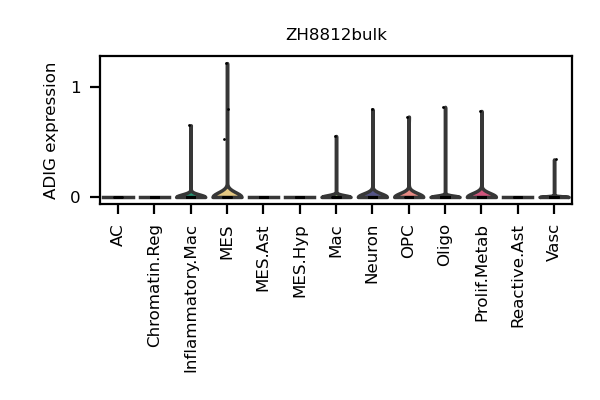 ZH8812bulk
ADIG expression
1
0
AC
Chromatin.Reg
Inflammatory.Mac
MES
MES.Ast
MES.Hyp
Mac
Neuron
OPC
Oligo
Prolif.Metab
Reactive.Ast
Vasc